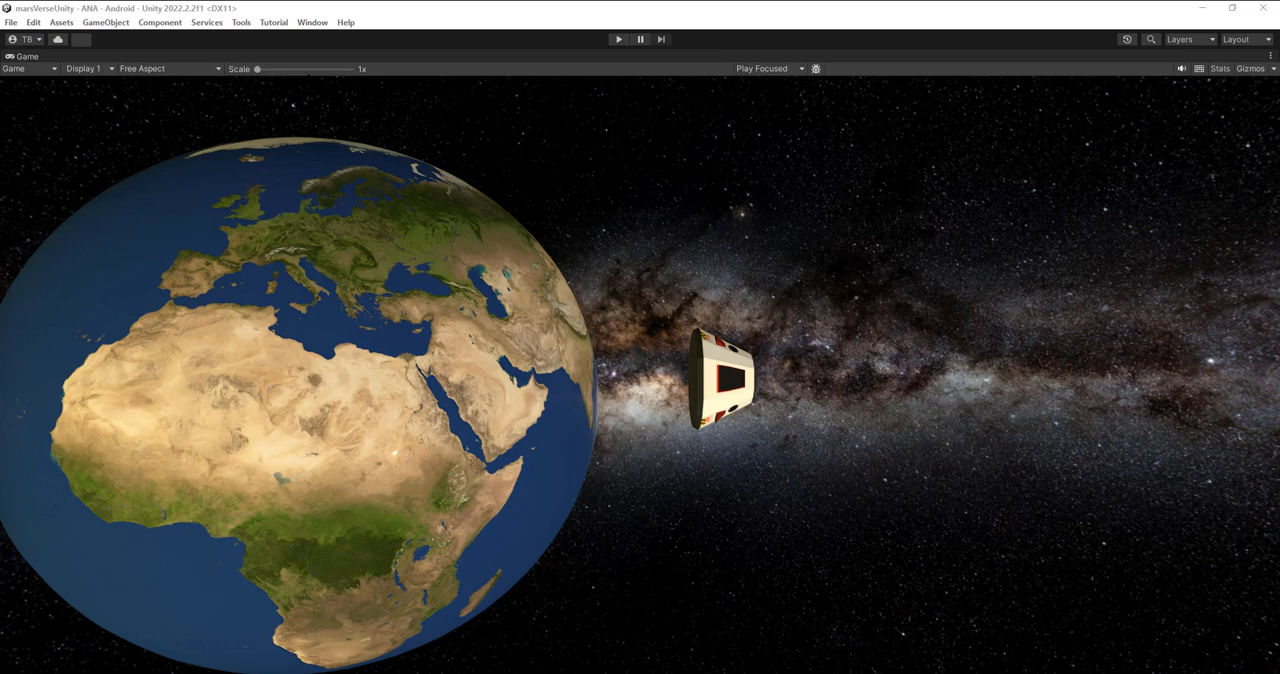 marsVerseUnity - ANA - Android - Unity 2022.2.2f1 <DX11>
File Edit Assets GameObject Component Services Tools Tutorial Window Help
TB Layers Layout
Game
Game Display 1 Free Aspect Scale 1x Play Focused Stats Gizmos